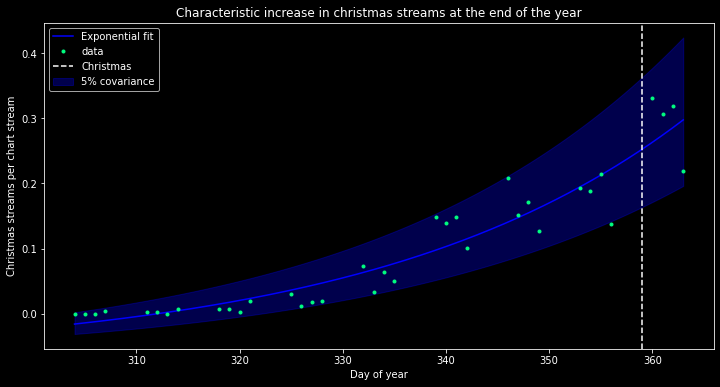 Characteristic increase in christmas streams at the end of the year
Exponential fit
data
Christmas
5% covariance
Christmas streams per chart stream
0.4
0.3
0.2
0.1
0.0
310 320 330 340 350 360
Day of year